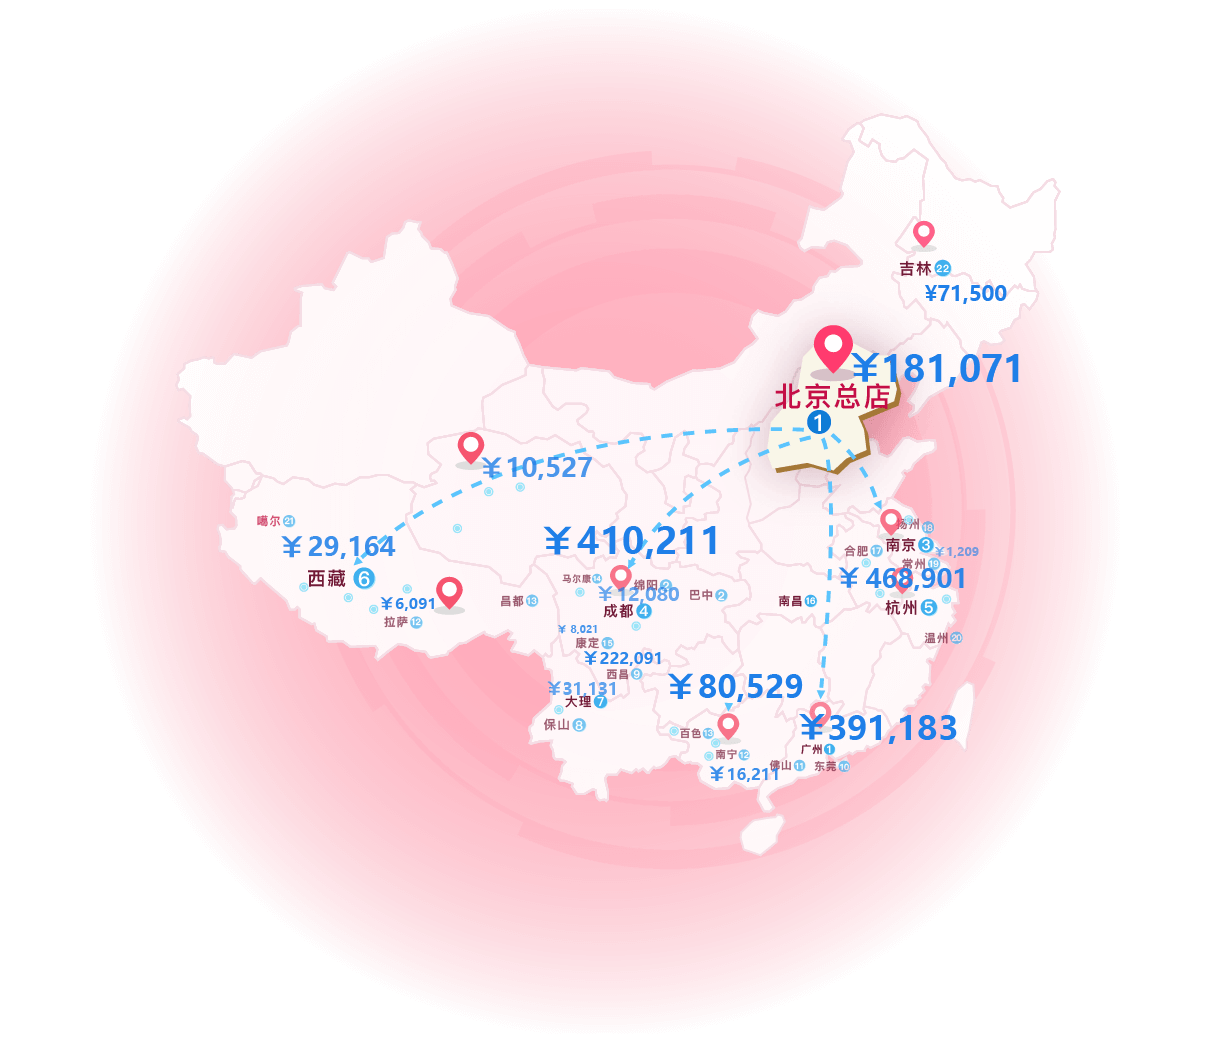 吉林 22
¥71,500
¥181,071
北京总店
1
¥10,527
噶尔 21
扬州 18
¥29,164
¥410,211
南京 3
合肥 17
¥1,209
常州 19
西藏 6
马尔康 14
绵阳 3
¥468,901
¥12,080
¥6,091
昌都 13
巴中 2
南昌 16
成都 4
杭州 5
拉萨 12
¥8,021
康定 15
温州 20
¥222,091
西昌 9
¥31,131
¥80,529
大理 7
保山 8
百色 13
¥391,183
南宁 12
广州 1
佛山 11
东莞 10
¥16,211